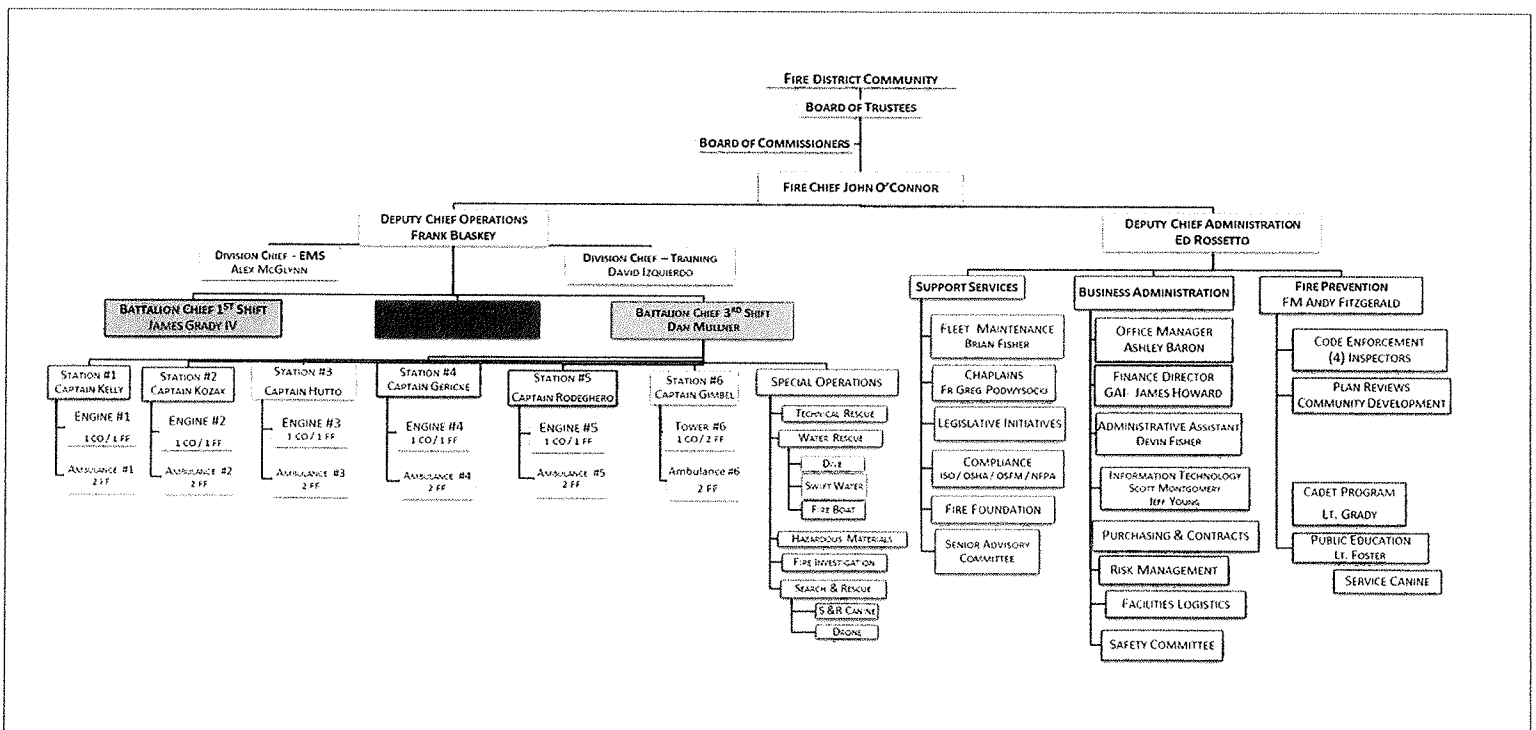 FIRE DISTRICT COMMUNITY
BOARD OF TRUSTEES
BOARD OF COMMISSIONERS
FIRE CHIEF JOHN O'CONNOR
DEPUTY CHIEF OPERATIONS
FRANK BLASKEY
DIVISION CHIEF - EMS
ALEX MCGLYNN
DIVISION CHIEF – TRAINING
DAVID IZQUIERDO
BATTALION CHIEF 1ST SHIFT
JAMES GRADY IV
BATTALION CHIEF 3RD SHIFT
DAN MULLNER
STATION #1
CAPTAIN KELLY
ENGINE #1
1 CO / 1 FF
AMBULANCE #1
2 FF
STATION #2
CAPTAIN KOZAK
ENGINE #2
1 CO / 1 FF
AMBULANCE #2
2 FF
STATION #3
CAPTAIN HUTTO
ENGINE #3
1 CO / 1 FF
AMBULANCE #3
2 FF
STATION #4
CAPTAIN GERICKE
ENGINE #4
1 CO / 1 FF
AMBULANCE #4
2 FF
STATION #5
CAPTAIN RODEGHERO
ENGINE #5
1 CO / 1 FF
AMBULANCE #5
2 FF
STATION #6
CAPTAIN GIMBEL
TOWER #6
1 CO / 2 FF
Ambulance #6
2 FF
SPECIAL OPERATIONS
TECHNICAL RESCUE
WATER RESCUE
DIVE
SWIFT WATER
FIRE BOAT
HAZARDOUS MATERIALS
FIRE INVESTIGATION
SEARCH & RESCUE
S &R CANINE
DRONE
DEPUTY CHIEF ADMINISTRATION
ED ROSSETTO
SUPPORT SERVICES
FLEET MAINTENANCE
BRIAN FISHER
CHAPLAINS
FR GREG PODWYSOCKI
LEGISLATIVE INITIATIVES
COMPLIANCE
ISO / OSHA / OSFM / NFPA
FIRE FOUNDATION
SENIOR ADVISORY
COMMITTEE
BUSINESS ADMINISTRATION
OFFICE MANAGER
ASHLEY BARON
FINANCE DIRECTOR
GAI- JAMES HOWARD
ADMINISTRATIVE ASSISTANT
DEVIN FISHER
INFORMATION TECHNOLOGY
SCOTT MONTGOMERY
JEFF YOUNG
PURCHASING & CONTRACTS
RISK MANAGEMENT
FACILITIES LOGISTICS
SAFETY COMMITTEE
FIRE PREVENTION
FM ANDY FITZGERALD
CODE ENFORCEMENT
(4) INSPECTORS
PLAN REVIEWS
COMMUNITY DEVELOPMENT
CADET PROGRAM
LT. GRADY
PUBLIC EDUCATION
LT. FOSTER
SERVICE CANINE